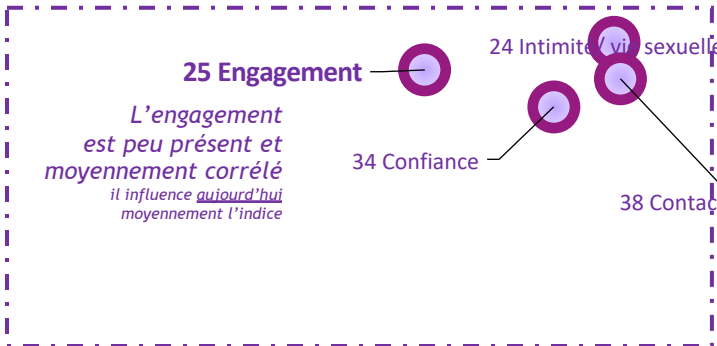 24 Intimité/ vie sexuelle
25 Engagement
L'engagement
est peu présent et
moyennement corrélé
il influence aujourd'hui
moyennement l'indice
34 Confiance
38 Contac